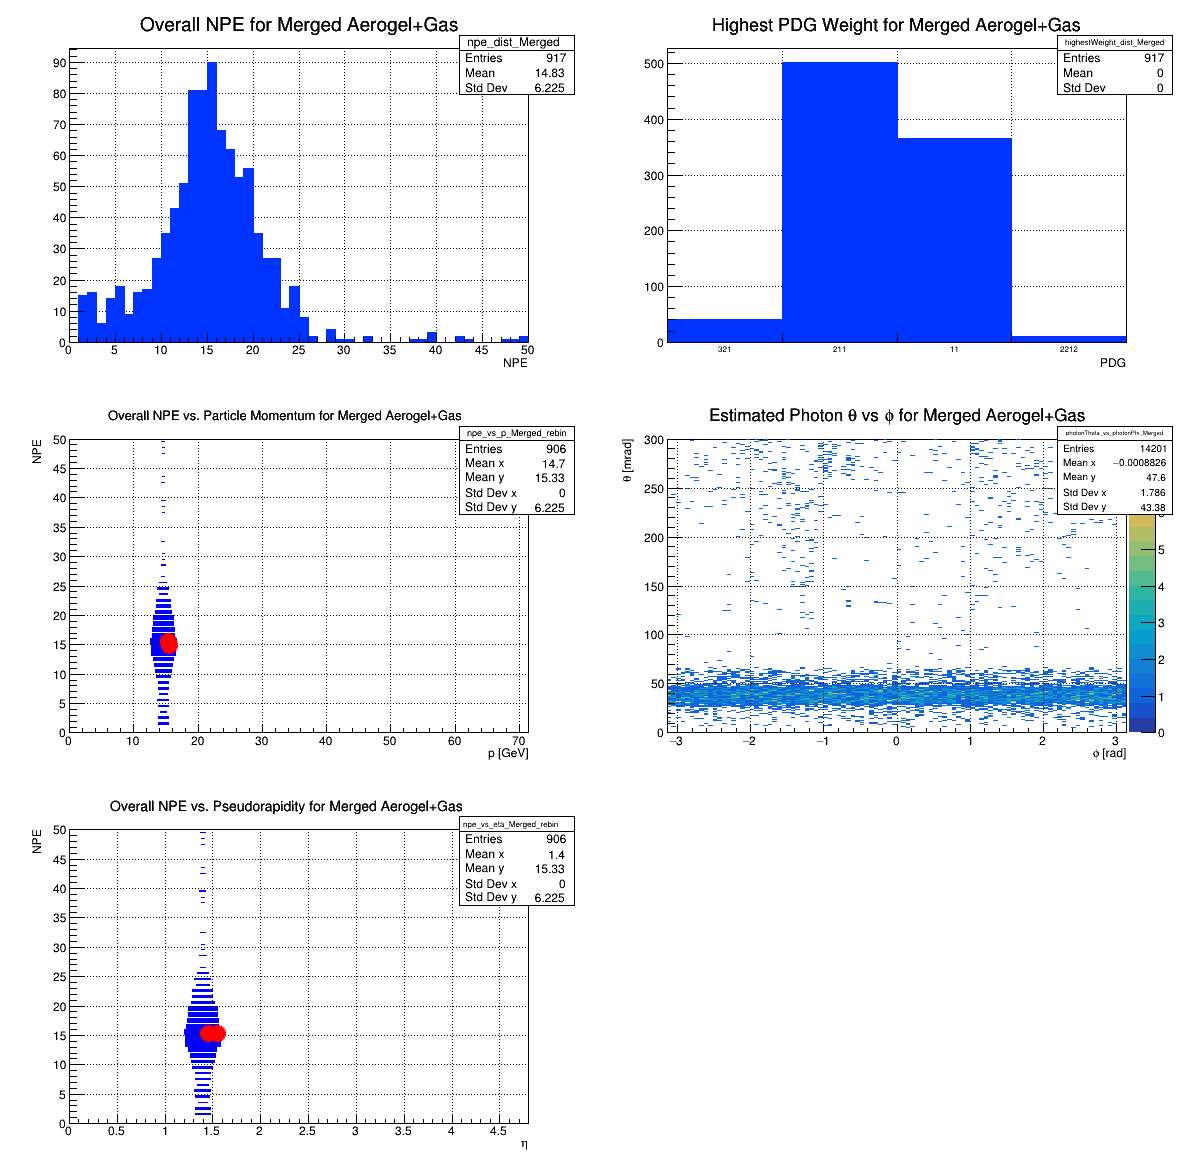 Overall NPE for Merged Aerogel+Gas
npe_dist_Merged
Entries 917
Mean 14.83
Std Dev 6.225
90
80
70
60
50
40
30
20
10
0
0 5 10 15 20 25 30 35 40 45 50
NPE
Highest PDG Weight for Merged Aerogel+Gas
highestWeight_dist_Merged
Entries 917
Mean 0
Std Dev 0
500
400
300
200
100
0
321 211 11 2212
PDG
Overall NPE vs. Particle Momentum for Merged Aerogel+Gas
npe_vs_p_Merged_rebin
Entries 906
Mean x 14.7
Mean y 15.33
Std Dev x 0
Std Dev y 6.225
NPE
50
45
40
35
30
25
20
15
10
5
0
0 10 20 30 40 50 60 70
p [GeV]
Estimated Photon θ vs ϕ for Merged Aerogel+Gas
photonTheta_vs_photonPhi_Merged
Entries 14201
Mean x −0.0008826
Mean y 47.6
Std Dev x 1.786
Std Dev y 43.38
θ [mrad]
300
250
200
150
100
50
0
−3 −2 −1 0 1 2 3
ϕ [rad]
5
4
3
2
1
0
Overall NPE vs. Pseudorapidity for Merged Aerogel+Gas
npe_vs_eta_Merged_rebin
Entries 906
Mean x 1.4
Mean y 15.33
Std Dev x 0
Std Dev y 6.225
NPE
50
45
40
35
30
25
20
15
10
5
0
0 0.5 1 1.5 2 2.5 3 3.5 4 4.5
η